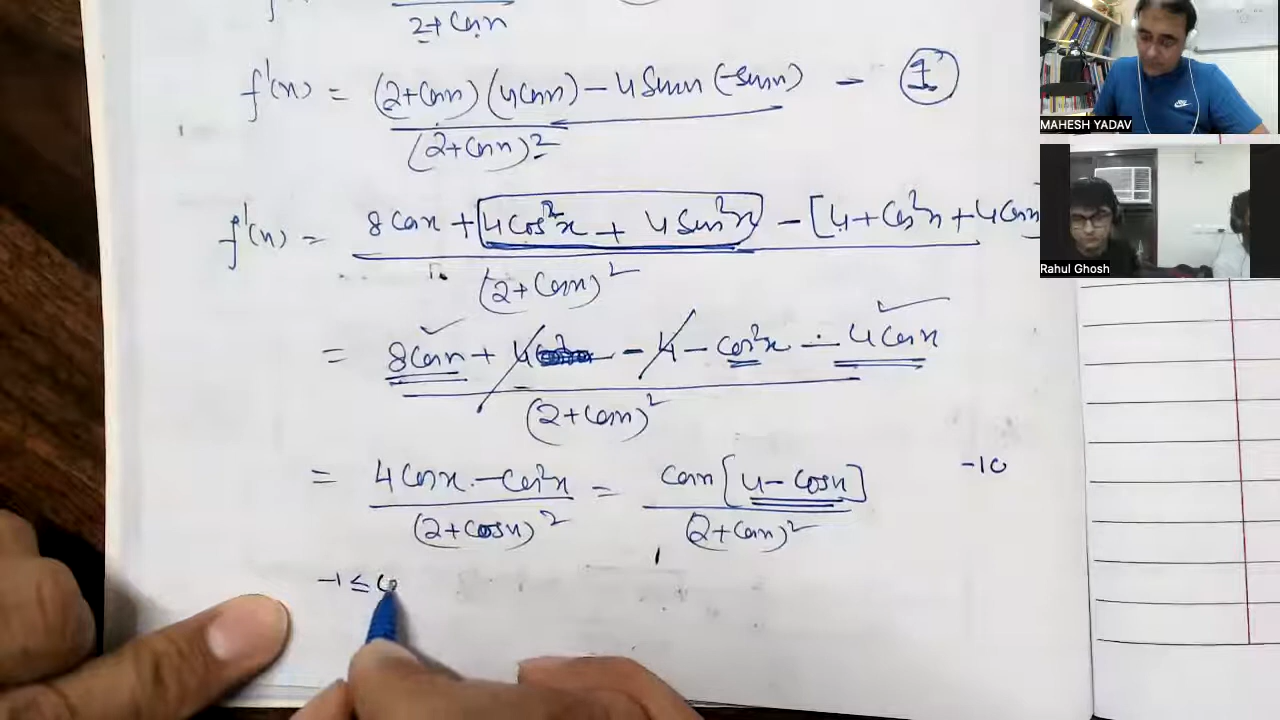 2+Cosx
f'(x) = (2+Cosx)(4Cosx) - 4Sinx(-Sinx) - 1
(2+Cosx)²
f'(x) = 8Cosx + 4Cos²x + 4Sin²x - [4+Cos²x+4Cosx
(2+Cosx)²
= 8Cosx + 4 - 4 - Cos²x - 4Cosx
(2+Cosx)²
= 4Cosx - Cos²x = Cosx[4-Cosx]
(2+Cosx)² (2+Cosx)²
-10
-1 ≤ Co
MAHESH YADAV
Rahul Ghosh